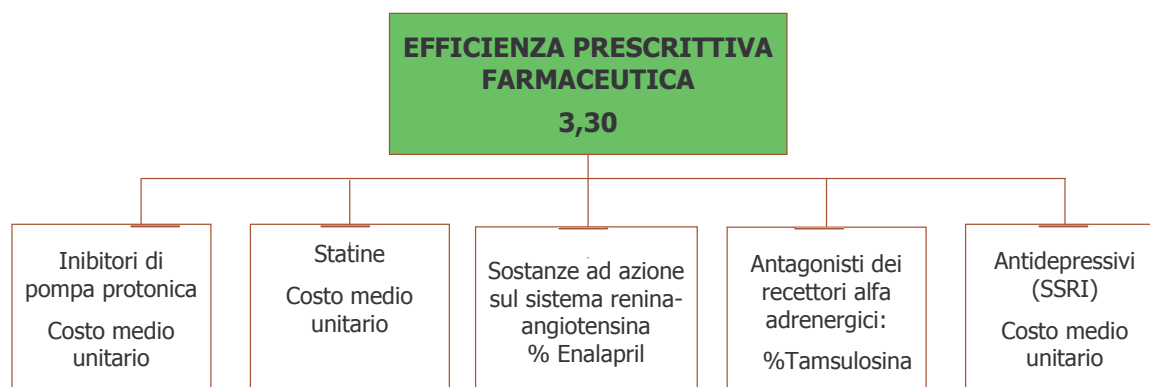 EFFICIENZA PRESCRITTIVA
FARMACEUTICA
3,30
Inibitori di
pompa protonica
Costo medio
unitario
Statine
Costo medio
unitario
Sostanze ad azione
sul sistema renina-
angiotensina
% Enalapril
Antagonisti dei
recettori alfa
adrenergici:
%Tamsulosina
Antidepressivi
(SSRI)
Costo medio
unitario